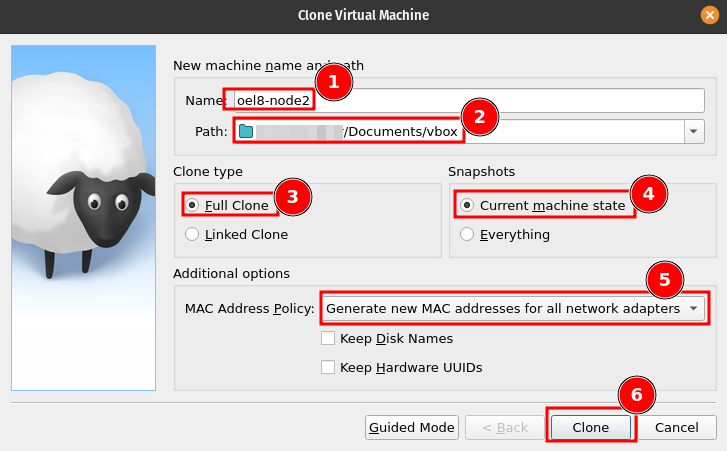 Clone Virtual Machine
New machine name and path
1
Name: oel8-node2
2
Path: /Documents/vbox
Clone type
Snapshots
3
4
Full Clone
Current machine state
Linked Clone
Everything
Additional options
5
MAC Address Policy: Generate new MAC addresses for all network adapters
Keep Disk Names
Keep Hardware UUIDs
6
Guided Mode
< Back
Clone
Cancel